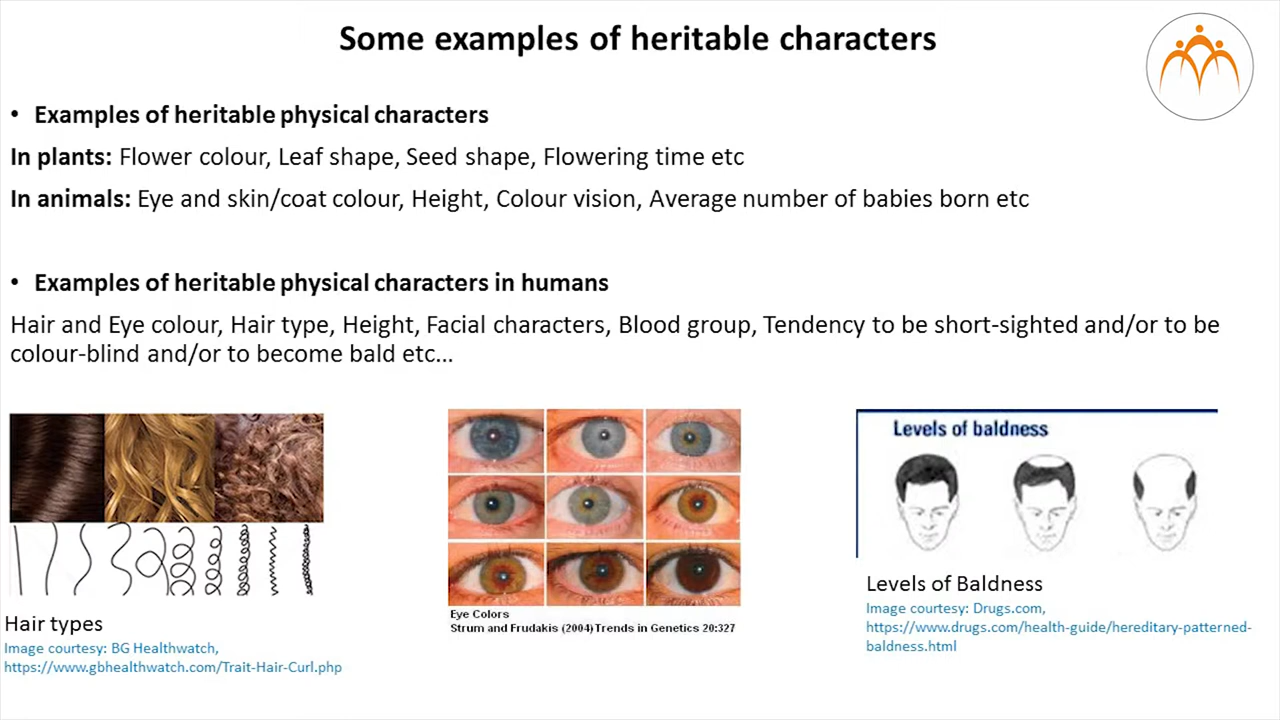 Some examples of heritable characters
• Examples of heritable physical characters
In plants: Flower colour, Leaf shape, Seed shape, Flowering time etc
In animals: Eye and skin/coat colour, Height, Colour vision, Average number of babies born etc
• Examples of heritable physical characters in humans
Hair and Eye colour, Hair type, Height, Facial characters, Blood group, Tendency to be short-sighted and/or to be
colour-blind and/or to become bald etc...
Hair types
Image courtesy: BG Healthwatch,
https://www.gbhealthwatch.com/Trait-Hair-Curl.php
Eye Colors
Strum and Frudakis (2004)Trends in Genetics 20:327
Levels of baldness
Levels of Baldness
Image courtesy: Drugs.com,
https://www.drugs.com/health-guide/hereditary-patterned-
baldness.html